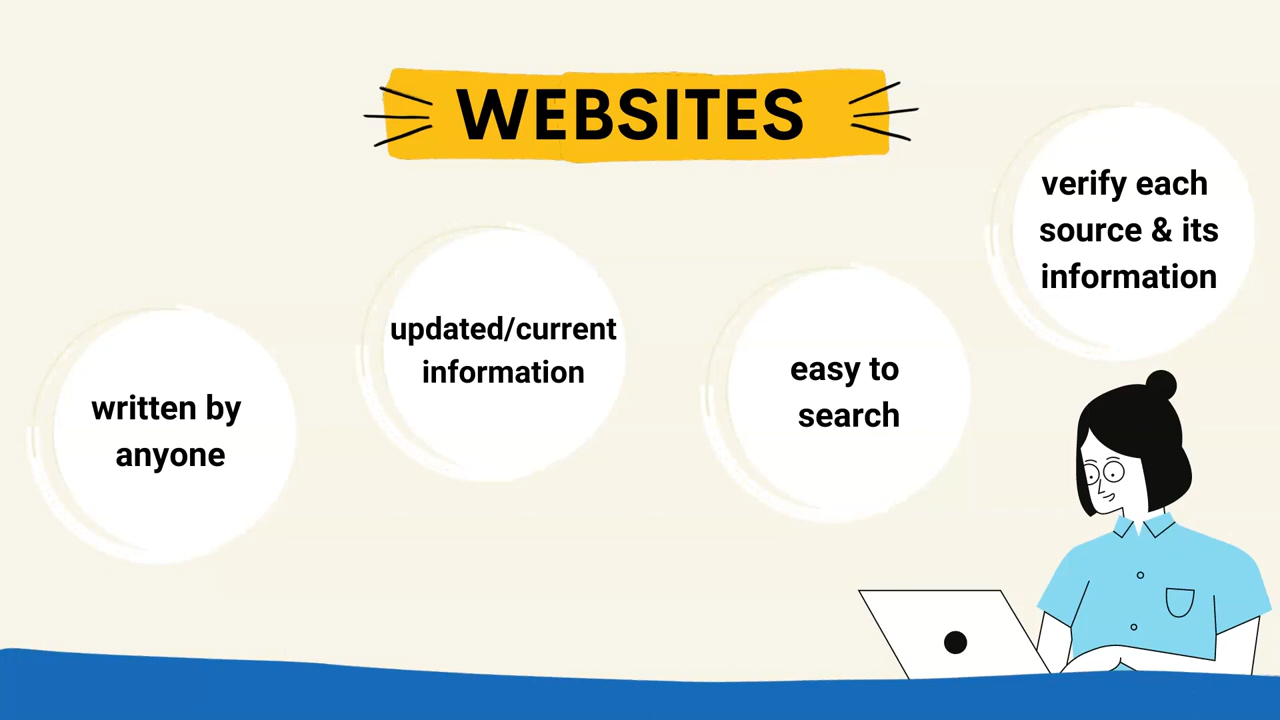 WEBSITES
written by
anyone
updated/current
information
easy to
search
verify each
source & its
information